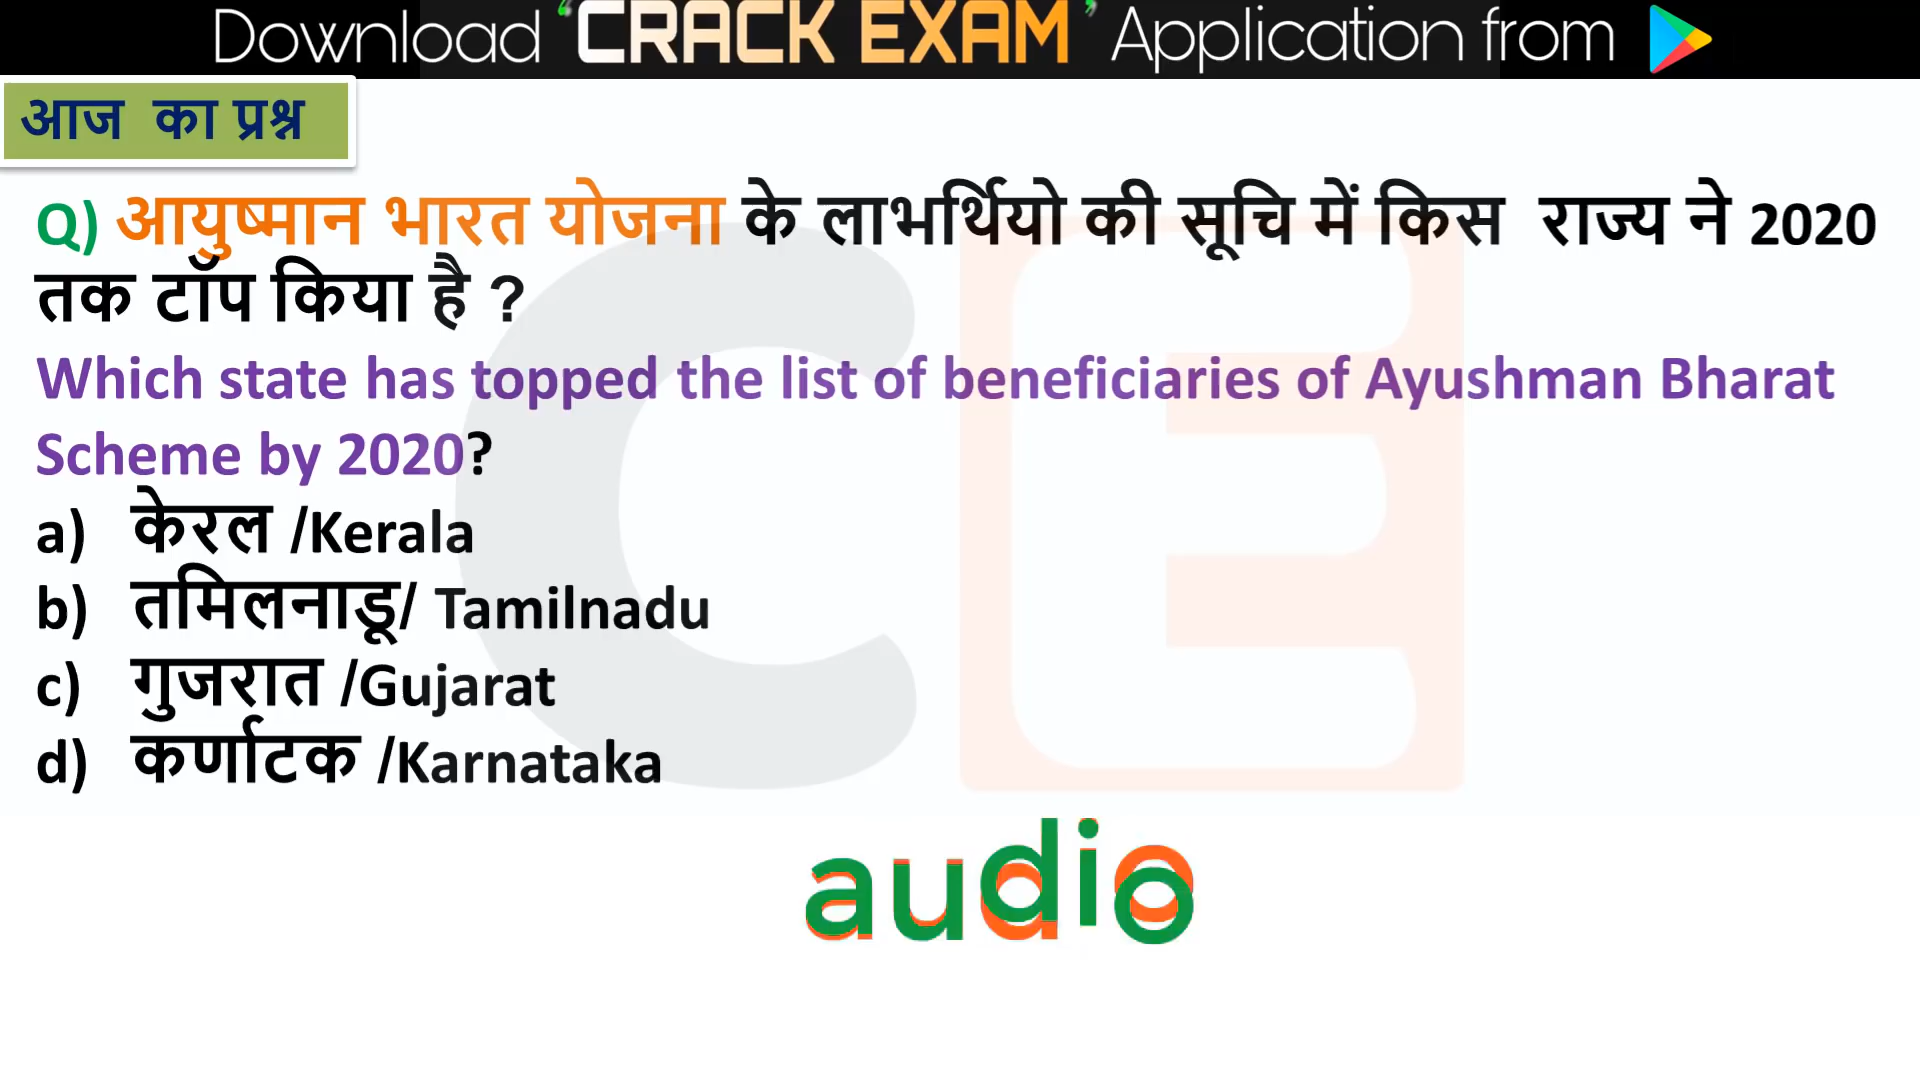 Download ‘CRACK EXAM’ Application from
आज का प्रश्न
Q) आयुष्मान भारत योजना के लाभर्थियो की सूचि में किस राज्य ने 2020
तक टॉप किया है ?
Which state has topped the list of beneficiaries of Ayushman Bharat
Scheme by 2020?
a) केरल /Kerala
b) तमिलनाडू/ Tamilnadu
c) गुजरात /Gujarat
d) कर्णाटक /Karnataka
CE
audio